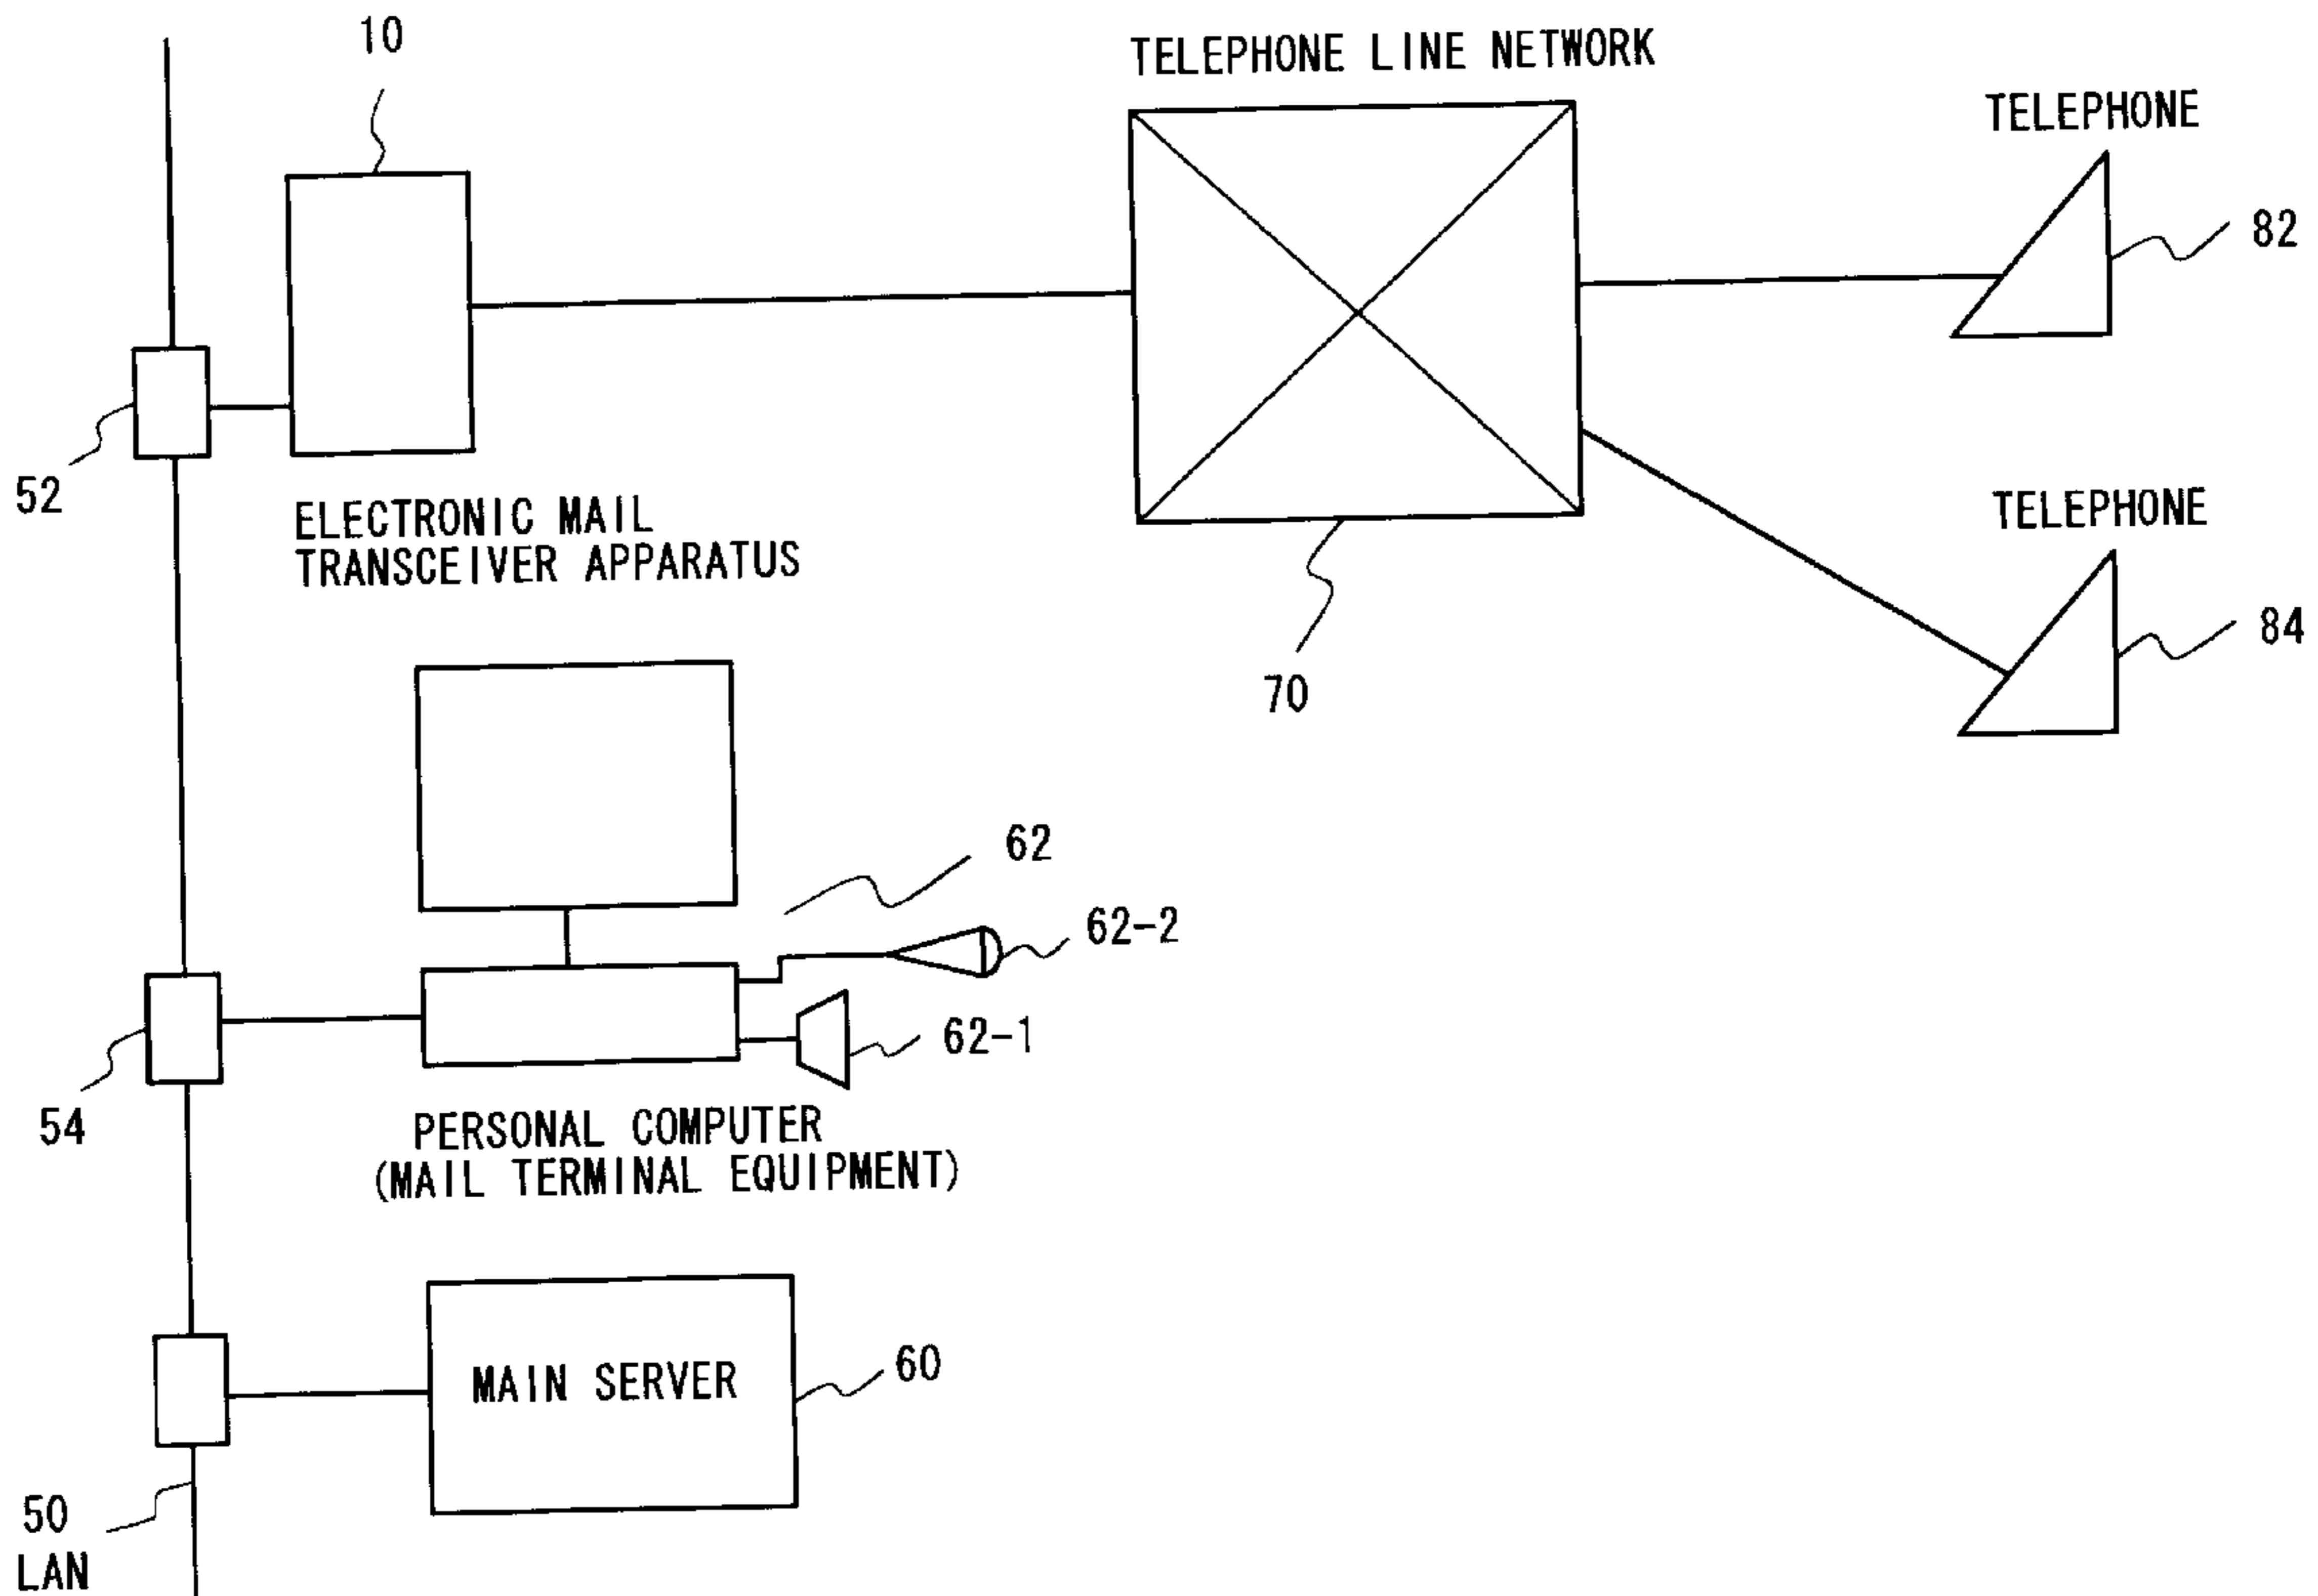 10
TELEPHONE LINE NETWORK
TELEPHONE
82
52
ELECTRONIC MAIL
TRANSCEIVER APPARATUS
TELEPHONE
84
70
62
62-2
62-1
54
PERSONAL COMPUTER
(MAIL TERMINAL EQUIPMENT)
MAIN SERVER
60
50
LAN